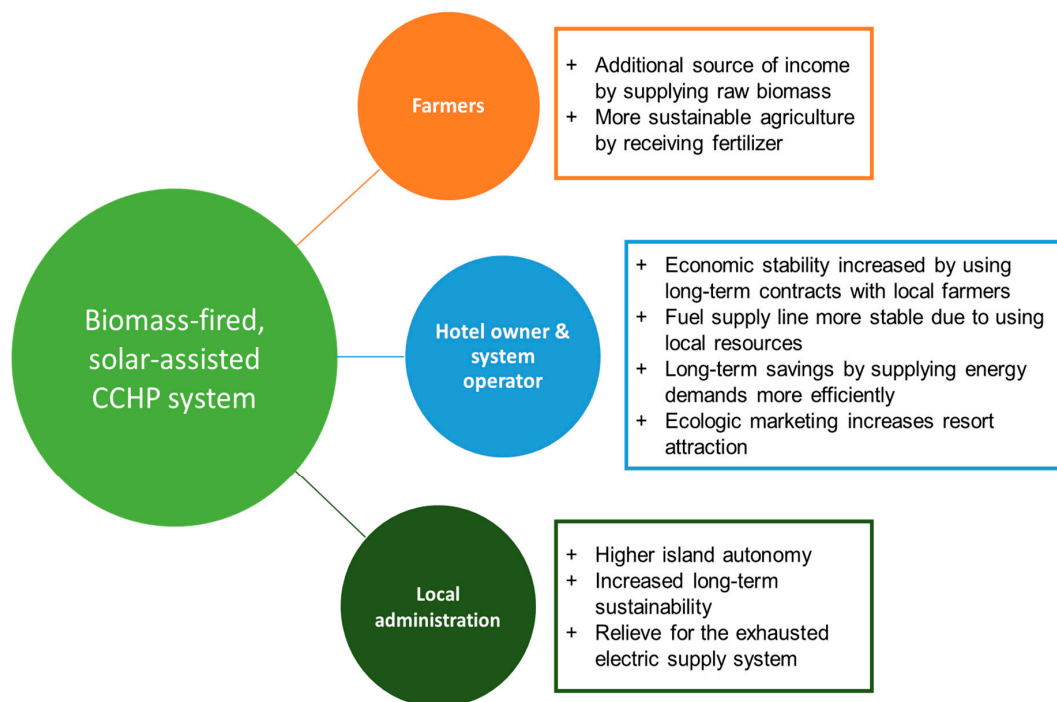 Biomass-fired,
solar-assisted
CCHP system
Farmers
+ Additional source of income
by supplying raw biomass
+ More sustainable agriculture
by receiving fertilizer
Hotel owner &
system
operator
+ Economic stability increased by using
long-term contracts with local farmers
+ Fuel supply line more stable due to using
local resources
+ Long-term savings by supplying energy
demands more efficiently
+ Ecologic marketing increases resort
attraction
Local
administration
+ Higher island autonomy
+ Increased long-term
sustainability
+ Relieve for the exhausted
electric supply system